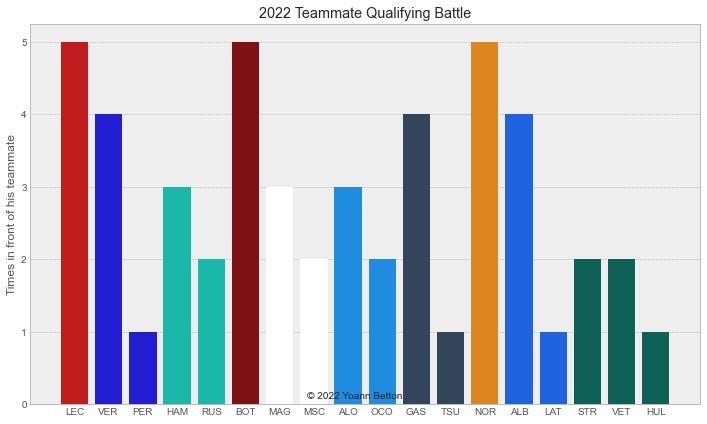 2022 Teammate Qualifying Battle
Times in front of his teammate
5
4
3
2
1
0
© 2022 Yoann Betton
LEC VER PER HAM RUS BOT MAG MSC ALO OCO GAS TSU NOR ALB LAT STR VET HUL